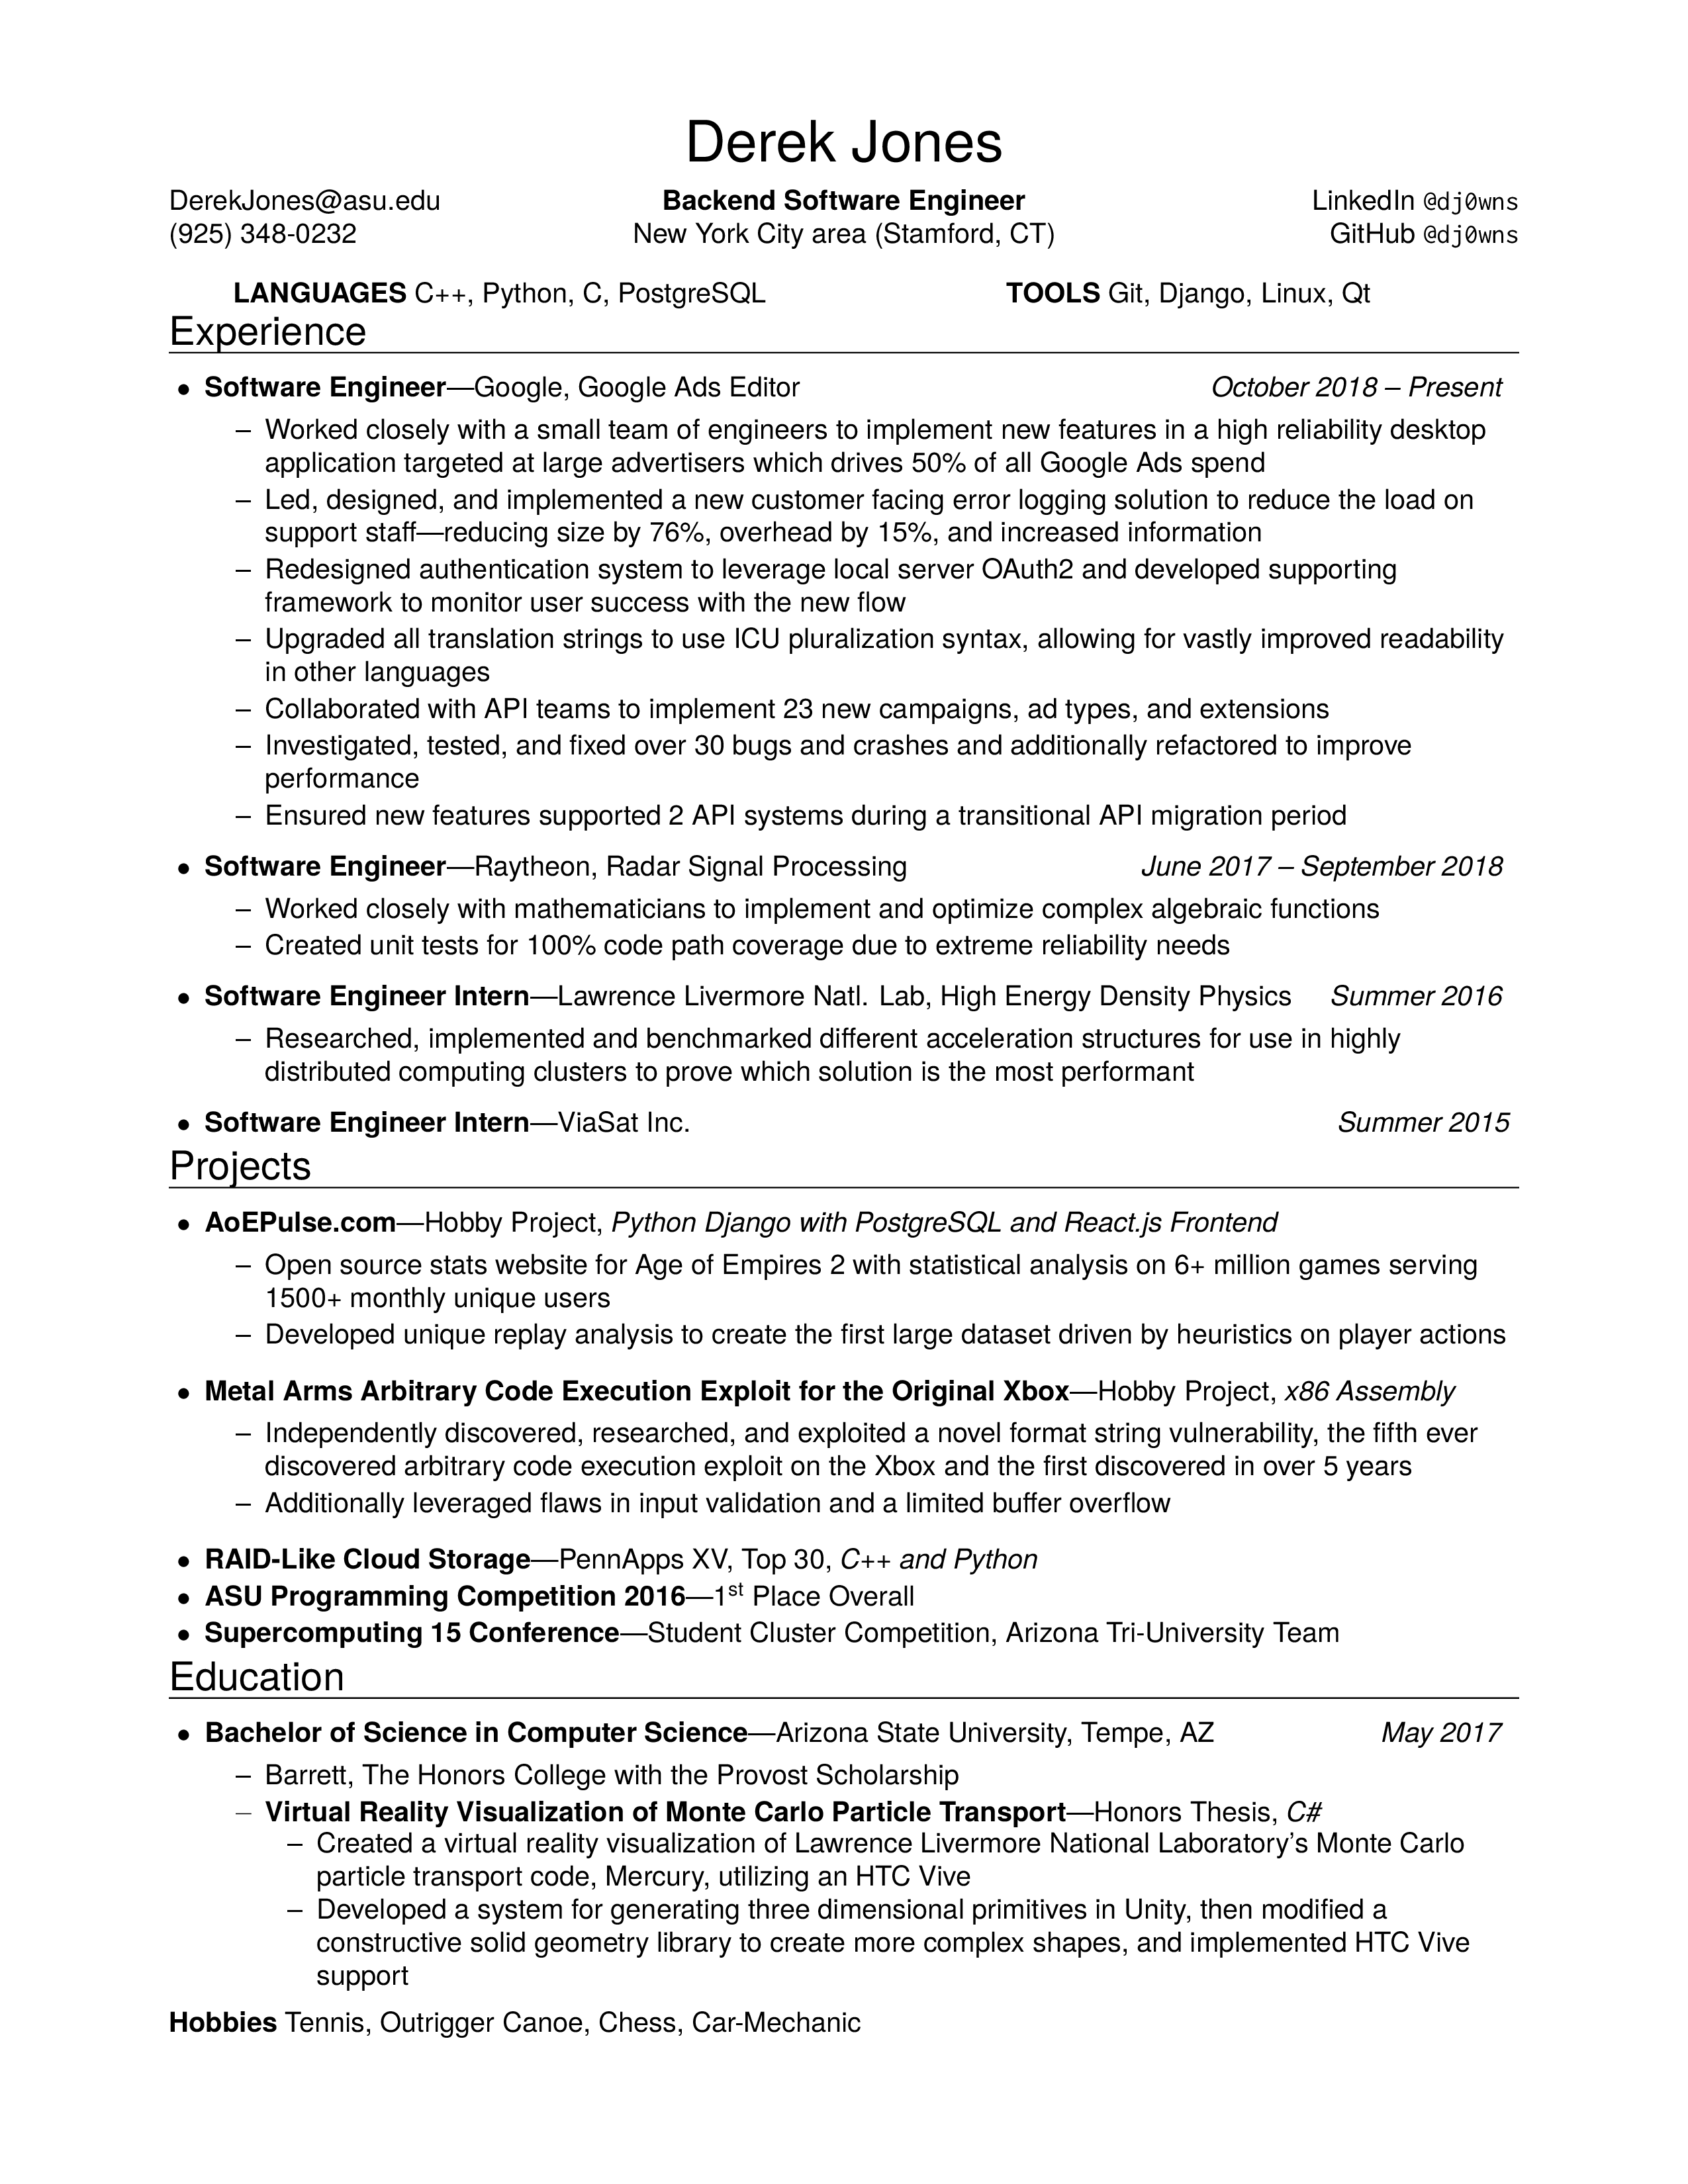 Derek Jones
DerekJones@asu.edu Backend Software Engineer LinkedIn @dj0wns
(925) 348-0232 New York City area (Stamford, CT) GitHub @dj0wns
LANGUAGES C++, Python, C, PostgreSQL TOOLS Git, Django, Linux, Qt
Experience
• Software Engineer—Google, Google Ads Editor October 2018 – Present
– Worked closely with a small team of engineers to implement new features in a high reliability desktop
application targeted at large advertisers which drives 50% of all Google Ads spend
– Led, designed, and implemented a new customer facing error logging solution to reduce the load on
support staff—reducing size by 76%, overhead by 15%, and increased information
– Redesigned authentication system to leverage local server OAuth2 and developed supporting
framework to monitor user success with the new flow
– Upgraded all translation strings to use ICU pluralization syntax, allowing for vastly improved readability
in other languages
– Collaborated with API teams to implement 23 new campaigns, ad types, and extensions
– Investigated, tested, and fixed over 30 bugs and crashes and additionally refactored to improve
performance
– Ensured new features supported 2 API systems during a transitional API migration period
• Software Engineer—Raytheon, Radar Signal Processing June 2017 – September 2018
– Worked closely with mathematicians to implement and optimize complex algebraic functions
– Created unit tests for 100% code path coverage due to extreme reliability needs
• Software Engineer Intern—Lawrence Livermore Natl. Lab, High Energy Density Physics Summer 2016
– Researched, implemented and benchmarked different acceleration structures for use in highly
distributed computing clusters to prove which solution is the most performant
• Software Engineer Intern—ViaSat Inc. Summer 2015
Projects
• AoEPulse.com—Hobby Project, Python Django with PostgreSQL and React.js Frontend
– Open source stats website for Age of Empires 2 with statistical analysis on 6+ million games serving
1500+ monthly unique users
– Developed unique replay analysis to create the first large dataset driven by heuristics on player actions
• Metal Arms Arbitrary Code Execution Exploit for the Original Xbox—Hobby Project, x86 Assembly
– Independently discovered, researched, and exploited a novel format string vulnerability, the fifth ever
discovered arbitrary code execution exploit on the Xbox and the first discovered in over 5 years
– Additionally leveraged flaws in input validation and a limited buffer overflow
• RAID-Like Cloud Storage—PennApps XV, Top 30, C++ and Python
• ASU Programming Competition 2016—1st Place Overall
• Supercomputing 15 Conference—Student Cluster Competition, Arizona Tri-University Team
Education
• Bachelor of Science in Computer Science—Arizona State University, Tempe, AZ May 2017
– Barrett, The Honors College with the Provost Scholarship
– Virtual Reality Visualization of Monte Carlo Particle Transport—Honors Thesis, C#
– Created a virtual reality visualization of Lawrence Livermore National Laboratory's Monte Carlo
particle transport code, Mercury, utilizing an HTC Vive
– Developed a system for generating three dimensional primitives in Unity, then modified a
constructive solid geometry library to create more complex shapes, and implemented HTC Vive
support
Hobbies Tennis, Outrigger Canoe, Chess, Car-Mechanic